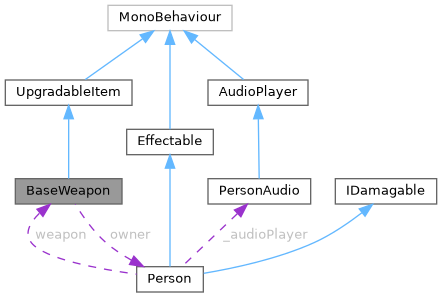 MonoBehaviour
UpgradableItem
AudioPlayer
Effectable
BaseWeapon
PersonAudio
IDamagable
weapon
owner
_audioPlayer
Person